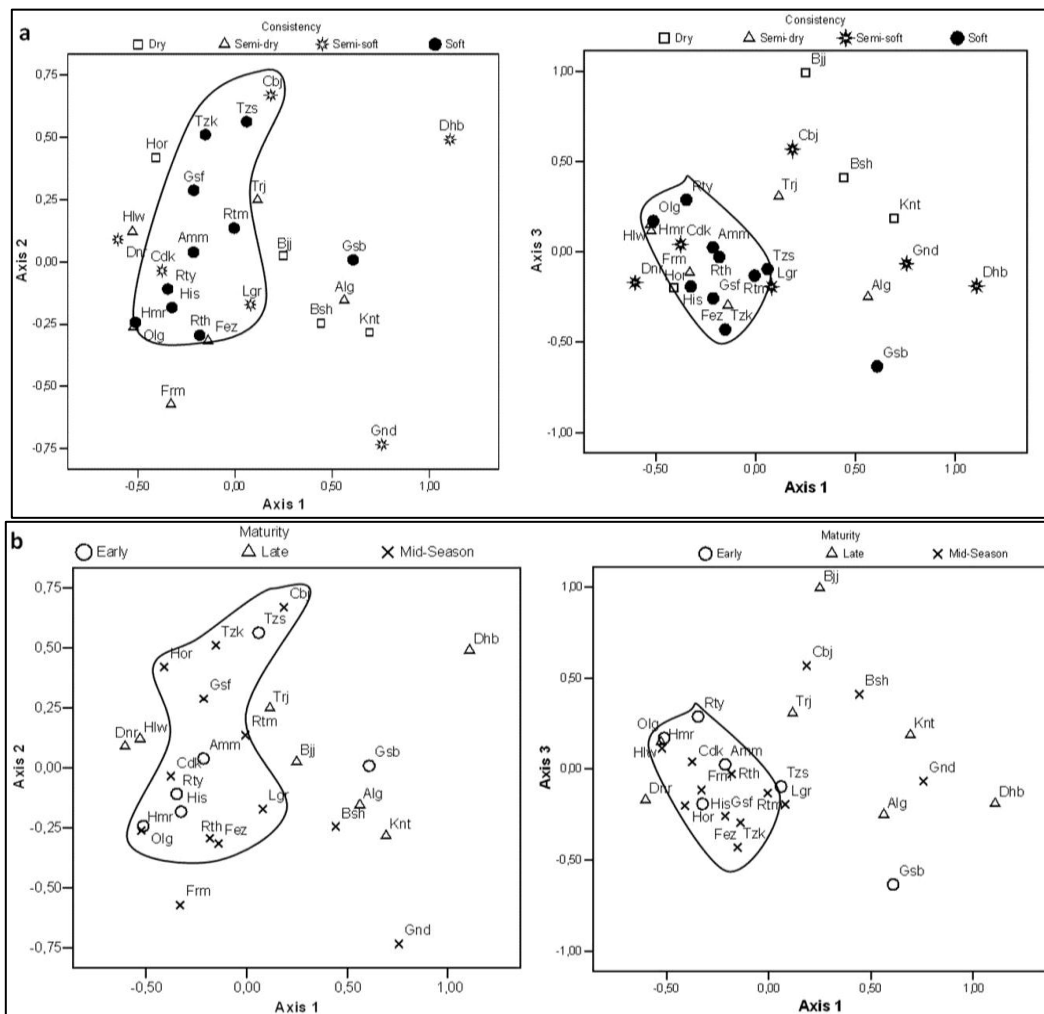 a
Consistency
Dry Semi-dry Semi-soft Soft
Axis 2
0,75
0,50
0,25
0,00
-0,25
-0,50
-0,75
Cbj
Tzs
Tzk
Dhb
Hor
Gsf
Trj
Rtm
Hlw
Dnr
Amm
Bjj
Gsb
Cdk
Rty
His
Lgr
Alg
Hmr
Olg
Rth
Fez
Bsh
Knt
Frm
Gnd
-0,50 0,00 0,50 1,00
Axis 1
Consistency
Dry Semi-dry Semi-soft Soft
Axis 3
1,00
0,50
0,00
-0,50
-1,00
Bjj
Cbj
Bsh
Trj
Knt
Rty
Olg
Hmr
Cdk
Amm
Hlw
Gnd
Frm
Rth
Tzs
Dnr
Hor
Lgr
Dhb
Alg
His
Gsf
Rtm
Fez
Tzk
Gsb
-0,50 0,00 0,50 1,00
Axis 1
b
Maturity
Early Late Mid-Season
Axis 2
0,75
0,50
0,25
0,00
-0,25
-0,50
-0,75
Cbj
Tzs
Tzk
Hor
Dhb
Gsf
Trj
Rtm
Dnr
Hlw
Amm
Bjj
Gsb
Cdk
Rty
His
Lgr
Alg
Hmr
Olg
Rth
Fez
Bsh
Knt
Frm
Gnd
-0,50 0,00 0,50 1,00
Axis 1
Maturity
Early Late Mid-Season
Axis 3
1,00
0,50
0,00
-0,50
-1,00
Bjj
Cbj
Bsh
Rty
Trj
Knt
Olg
Hmr
Hlw
Cdk
Amm
Rth
Gnd
Frm
Tzs
Dnr
Lgr
Dhb
Hor
His
Gsf
Rtm
Alg
Fez
Tzk
Gsb
-0,50 0,00 0,50 1,00
Axis 1